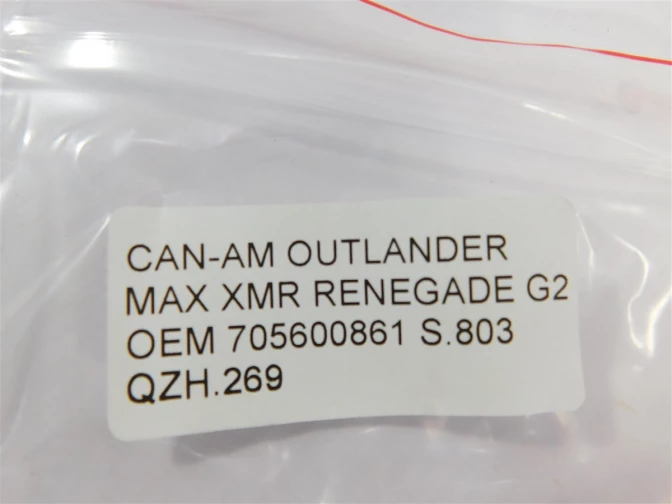 CAN-AM OUTLANDER
MAX XMR RENEGADE G2
OEM 705600861 S.803
QZH.269